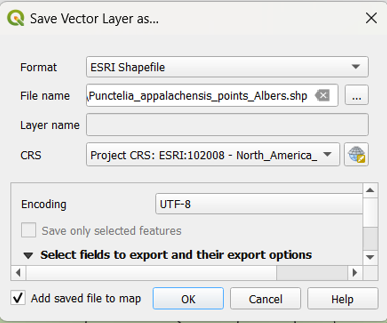 Save Vector Layer as...
Format ESRI Shapefile
File name \Punctelia_appalachensis_points_Albers.shp ...
Layer name
CRS Project CRS: ESRI:102008 - North_America_
Encoding UTF-8
Save only selected features
Select fields to export and their export options
Add saved file to map OK Cancel Help